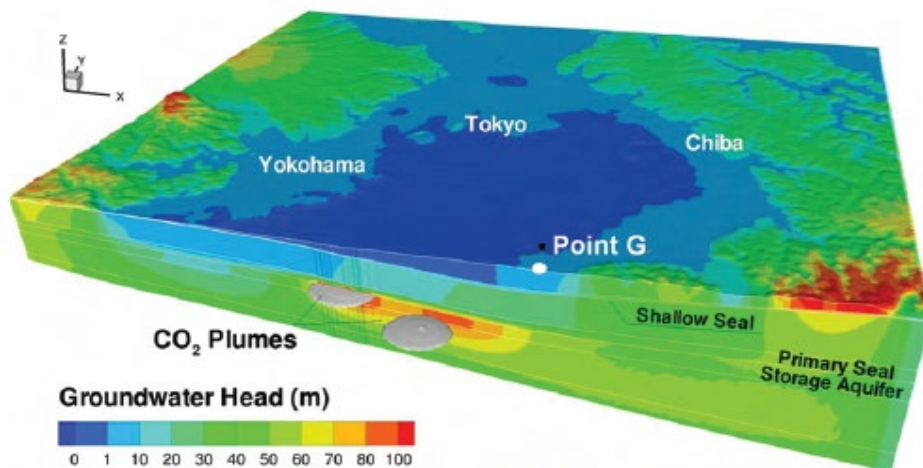 Z
Y
X
Tokyo
Yokohama
Chiba
Point G
Shallow Seal
CO₂ Plumes
Primary Seal
Storage Aquifer
Groundwater Head (m)
0 1 10 20 30 40 50 60 70 80 100